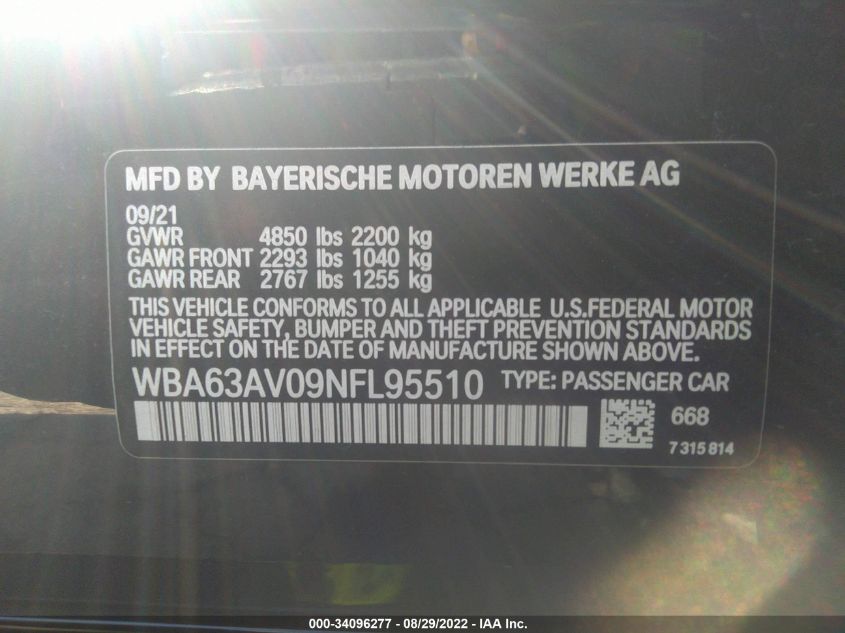 MFD BY BAYERISCHE MOTOREN WERKE AG
09/21
GVWR 4850 lbs 2200 kg
GAWR FRONT 2293 lbs 1040 kg
GAWR REAR 2767 lbs 1255 kg
THIS VEHICLE CONFORMS TO ALL APPLICABLE U.S.FEDERAL MOTOR
VEHICLE SAFETY, BUMPER AND THEFT PREVENTION STANDARDS
IN EFFECT ON THE DATE OF MANUFACTURE SHOWN ABOVE.
WBA63AV09NFL95510 TYPE: PASSENGER CAR
668
7 315 814
000-34096277 - 08/29/2022 - IAA Inc.